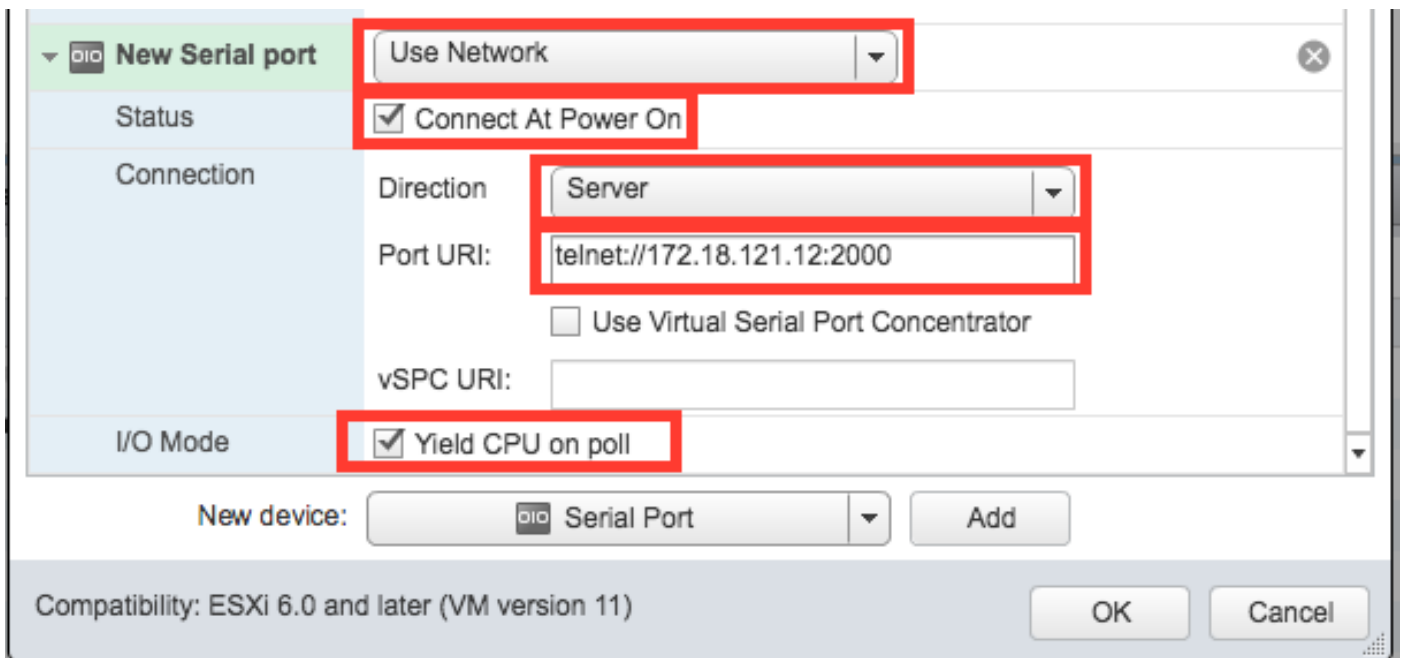 New Serial port Use Network
Status Connect At Power On
Connection Direction Server
Port URI: telnet://172.18.121.12:2000
Use Virtual Serial Port Concentrator
vSPC URI:
I/O Mode Yield CPU on poll
New device: Serial Port Add
Compatibility: ESXi 6.0 and later (VM version 11) OK Cancel